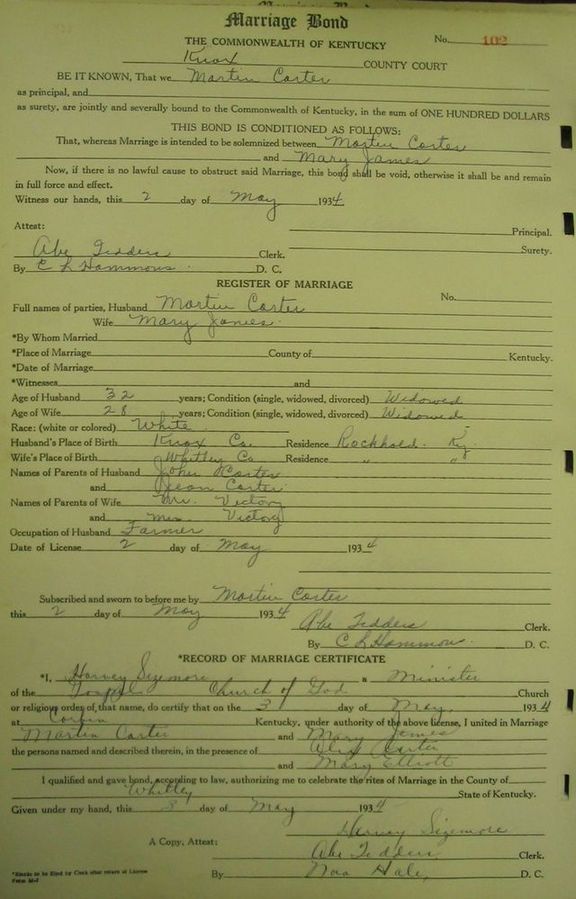 Marriage Bond
THE COMMONWEALTH OF KENTUCKY
No. 102
Knox COUNTY COURT
BE IT KNOWN, That we Martin Carter
as principal, and
as surety, are jointly and severally bound to the Commonwealth of Kentucky, in the sum of ONE HUNDRED DOLLARS
THIS BOND IS CONDITIONED AS FOLLOWS:
That, whereas Marriage is intended to be solemnized between Martin Carter
and Mary James
Now, if there is no lawful cause to obstruct said Marriage, this bond shall be void, otherwise it shall be and remain
in full force and effect.
Witness our hands, this 2 day of May 1934
Attest: Principal.
Abe Tedders Clerk. Surety.
By C L Hammons. D. C.
REGISTER OF MARRIAGE
Full names of parties, Husband Martin Carter No.
Wife Mary James.
*By Whom Married
*Place of Marriage County of Kentucky.
*Date of Marriage
*Witnesses and
Age of Husband 32 years; Condition (single, widowed, divorced) Widowed
Age of Wife 28 years; Condition (single, widowed, divorced) Widowed
Race: (white or colored) White
Husband's Place of Birth Knox Co. Residence Rockhold. Ky
Wife's Place of Birth Whitley Co Residence " "
Names of Parents of Husband John Carter
and Carter
Names of Parents of Wife Mr. Victory
and Mrs. Victory
Occupation of Husband Farmer
Date of License 2 day of May 1934
Subscribed and sworn to before me by Martin Carter
this 2 day of May 1934 Abe Tedders Clerk.
By C L Hammons. D. C.
*RECORD OF MARRIAGE CERTIFICATE
*I, Harvey Sizemore a Minister
of the Gospel Church of God Church
or religious order of that name, do certify that on the 3 day of May, 1934
at Corbin Kentucky, under authority of the above license, I united in Marriage
Martin Carter and Mary James
the persons named and described therein, in the presence of Carter
and Mary Elliott
I qualified and gave bond, according to law, authorizing me to celebrate the rites of Marriage in the County of
Whitley State of Kentucky.
Given under my hand, this 3 day of May 1934
Harvey Sizemore
A Copy, Attest: Abe Tedders, Clerk.
By Nora Hale, D. C.